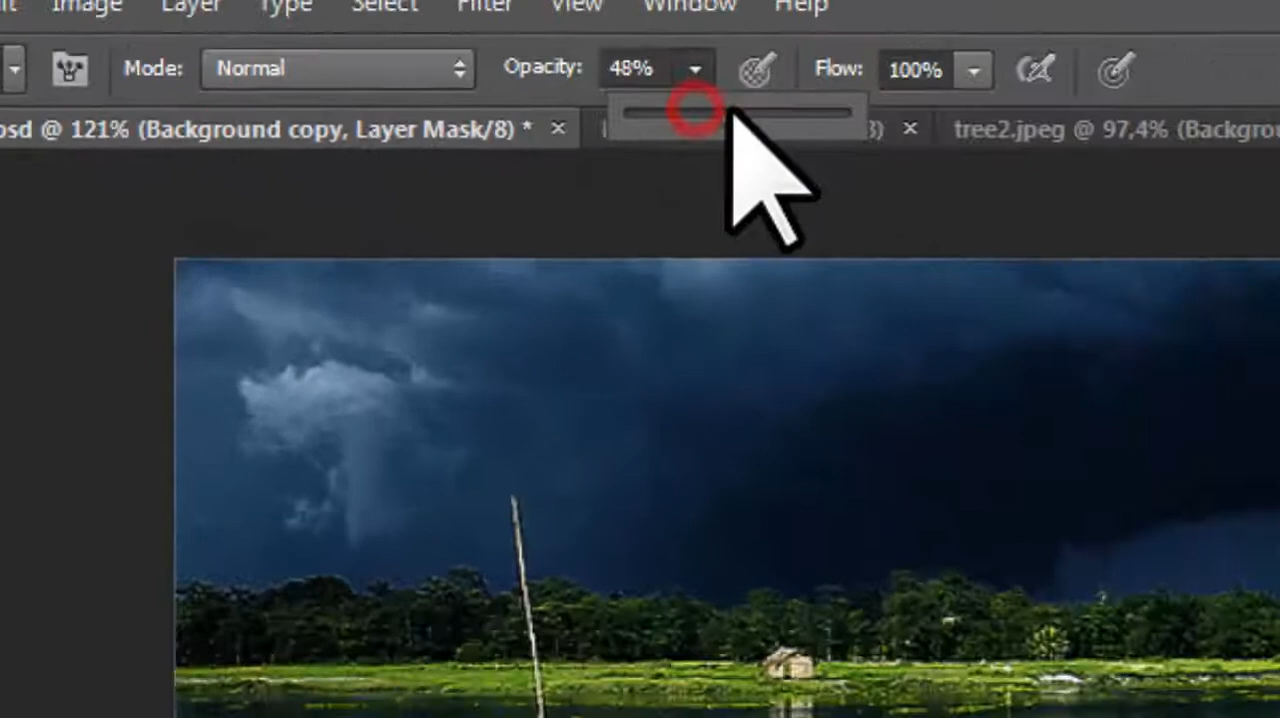 Image Layer Type Select Filter View Window Help
Mode: Normal Opacity: 48% Flow: 100%
psd @ 121% (Background copy, Layer Mask/8) * × 8) × tree2.jpeg @ 97,4% (Backgrou